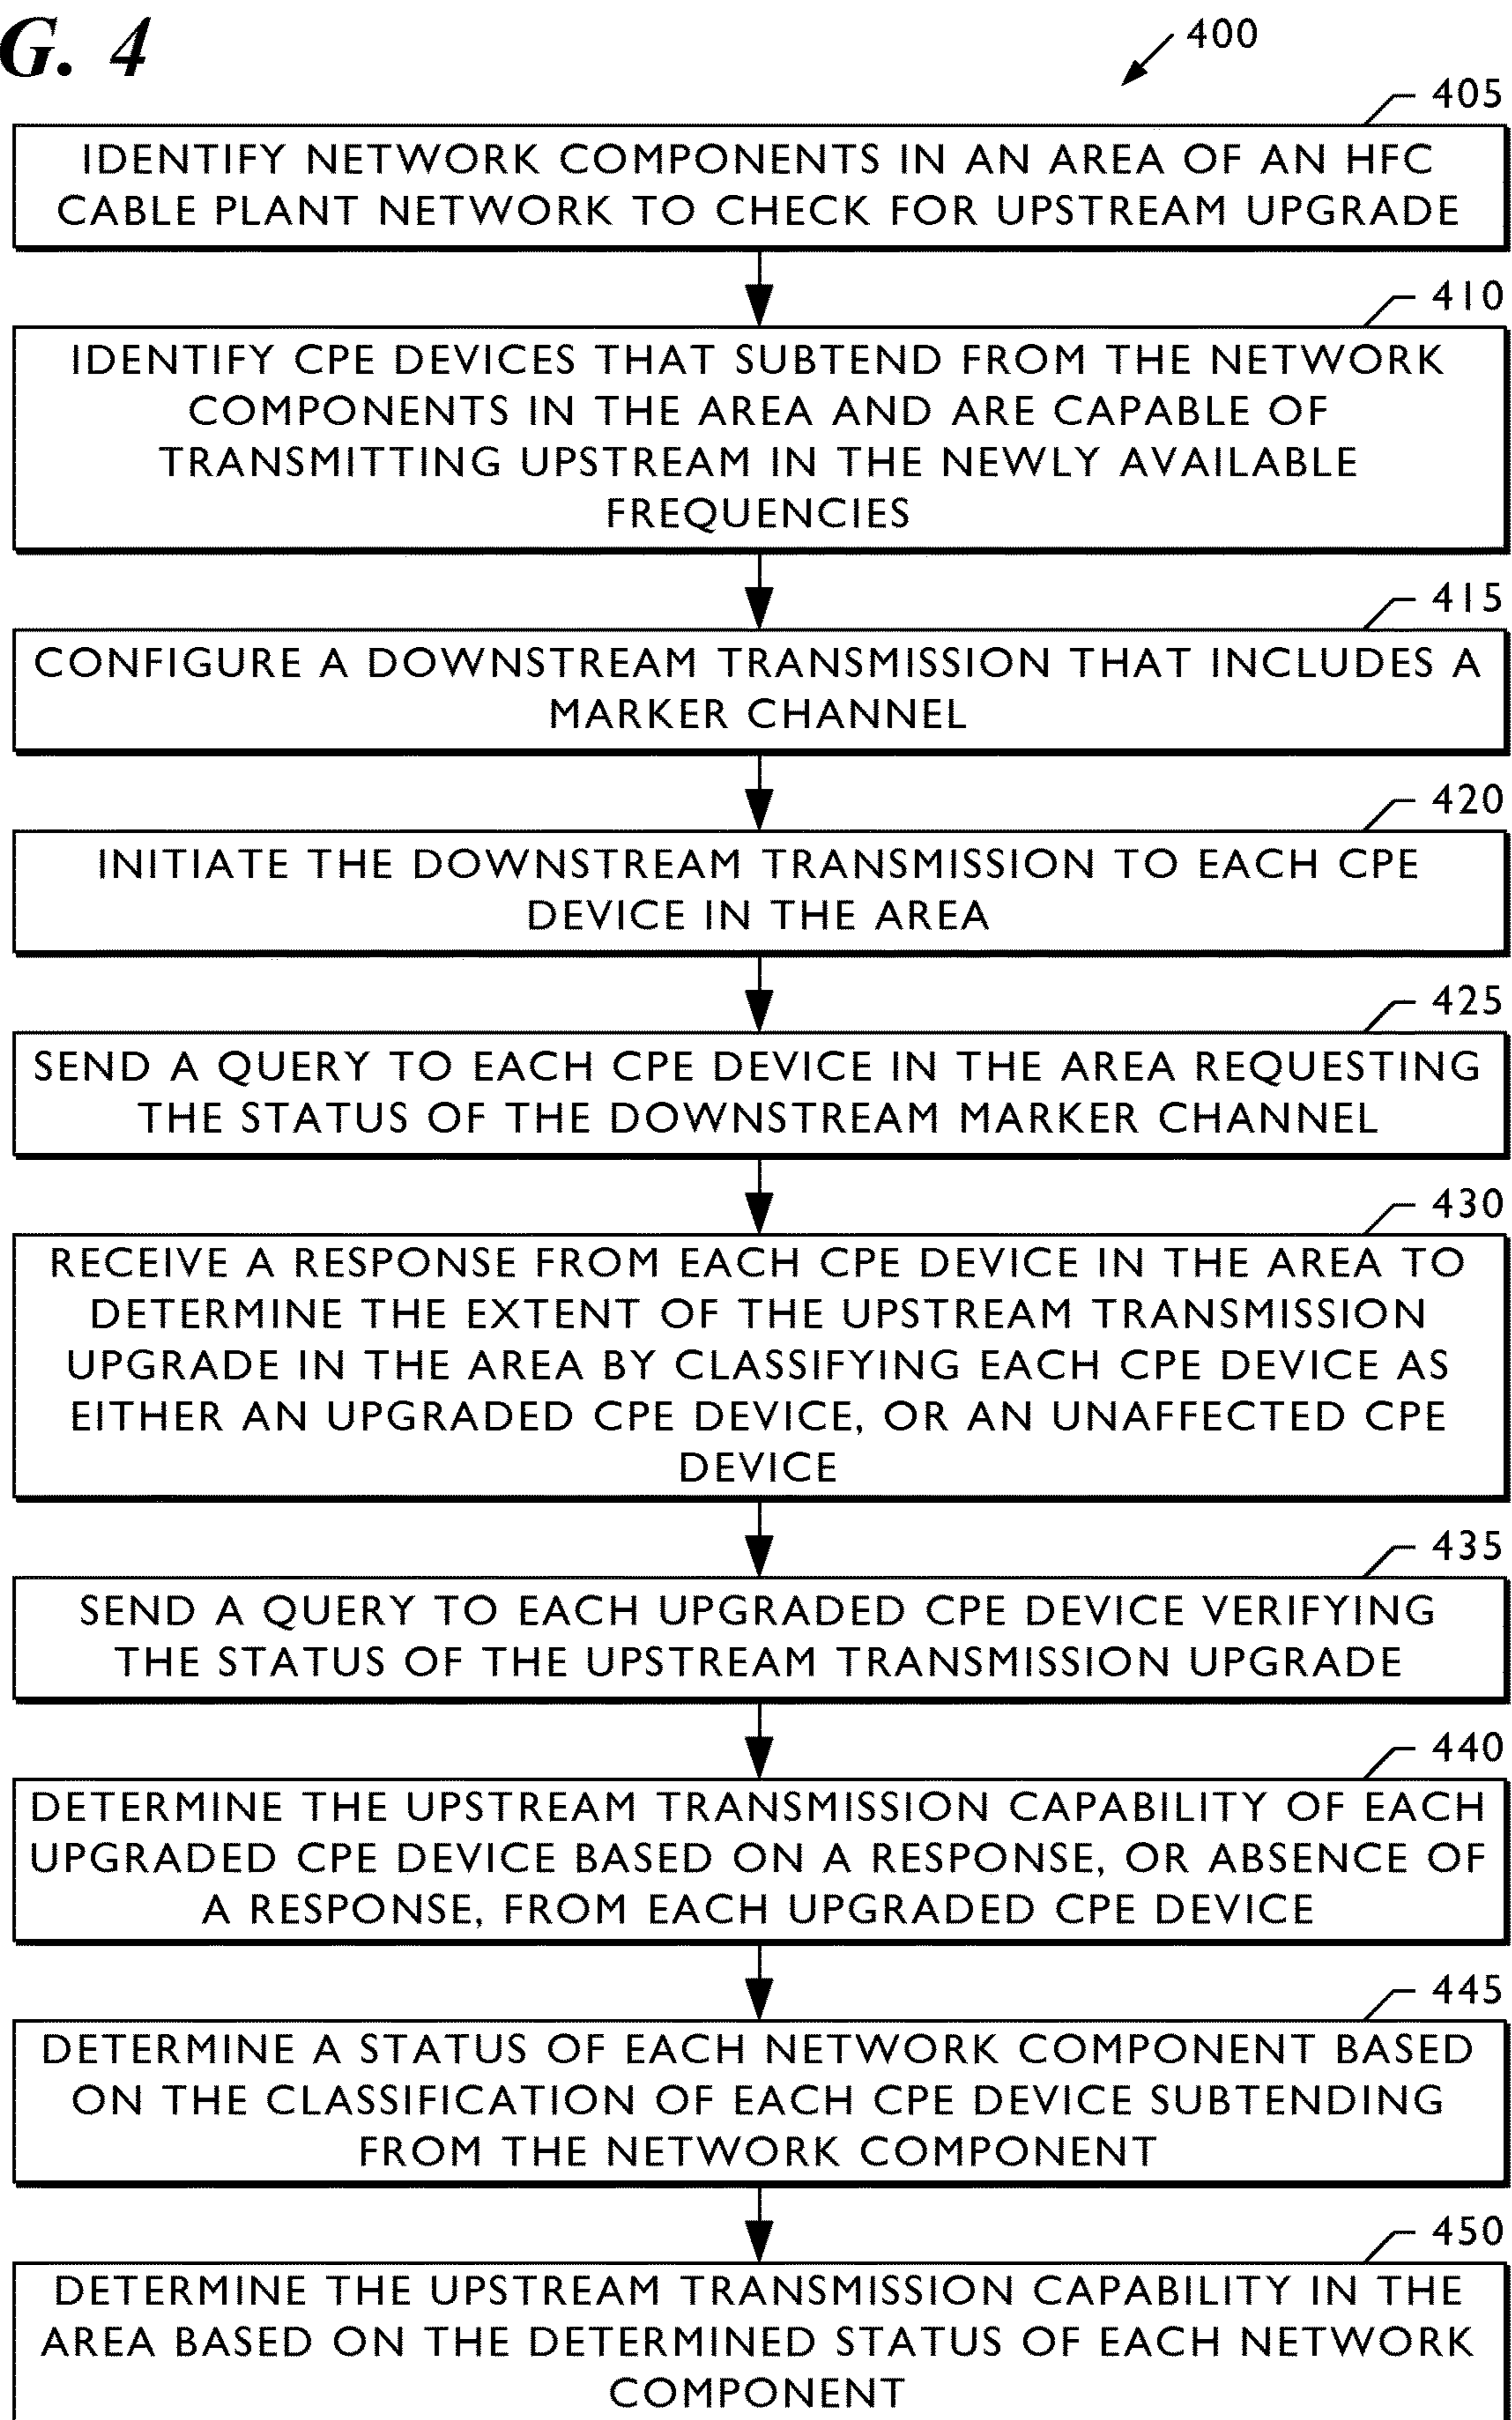 G. 4
400
405
IDENTIFY NETWORK COMPONENTS IN AN AREA OF AN HFC
CABLE PLANT NETWORK TO CHECK FOR UPSTREAM UPGRADE
410
IDENTIFY CPE DEVICES THAT SUBTEND FROM THE NETWORK
COMPONENTS IN THE AREA AND ARE CAPABLE OF
TRANSMITTING UPSTREAM IN THE NEWLY AVAILABLE
FREQUENCIES
415
CONFIGURE A DOWNSTREAM TRANSMISSION THAT INCLUDES A
MARKER CHANNEL
420
INITIATE THE DOWNSTREAM TRANSMISSION TO EACH CPE
DEVICE IN THE AREA
425
SEND A QUERY TO EACH CPE DEVICE IN THE AREA REQUESTING
THE STATUS OF THE DOWNSTREAM MARKER CHANNEL
430
RECEIVE A RESPONSE FROM EACH CPE DEVICE IN THE AREA TO
DETERMINE THE EXTENT OF THE UPSTREAM TRANSMISSION
UPGRADE IN THE AREA BY CLASSIFYING EACH CPE DEVICE AS
EITHER AN UPGRADED CPE DEVICE, OR AN UNAFFECTED CPE
DEVICE
435
SEND A QUERY TO EACH UPGRADED CPE DEVICE VERIFYING
THE STATUS OF THE UPSTREAM TRANSMISSION UPGRADE
440
DETERMINE THE UPSTREAM TRANSMISSION CAPABILITY OF EACH
UPGRADED CPE DEVICE BASED ON A RESPONSE, OR ABSENCE OF
A RESPONSE, FROM EACH UPGRADED CPE DEVICE
445
DETERMINE A STATUS OF EACH NETWORK COMPONENT BASED
ON THE CLASSIFICATION OF EACH CPE DEVICE SUBTENDING
FROM THE NETWORK COMPONENT
450
DETERMINE THE UPSTREAM TRANSMISSION CAPABILITY IN THE
AREA BASED ON THE DETERMINED STATUS OF EACH NETWORK
COMPONENT